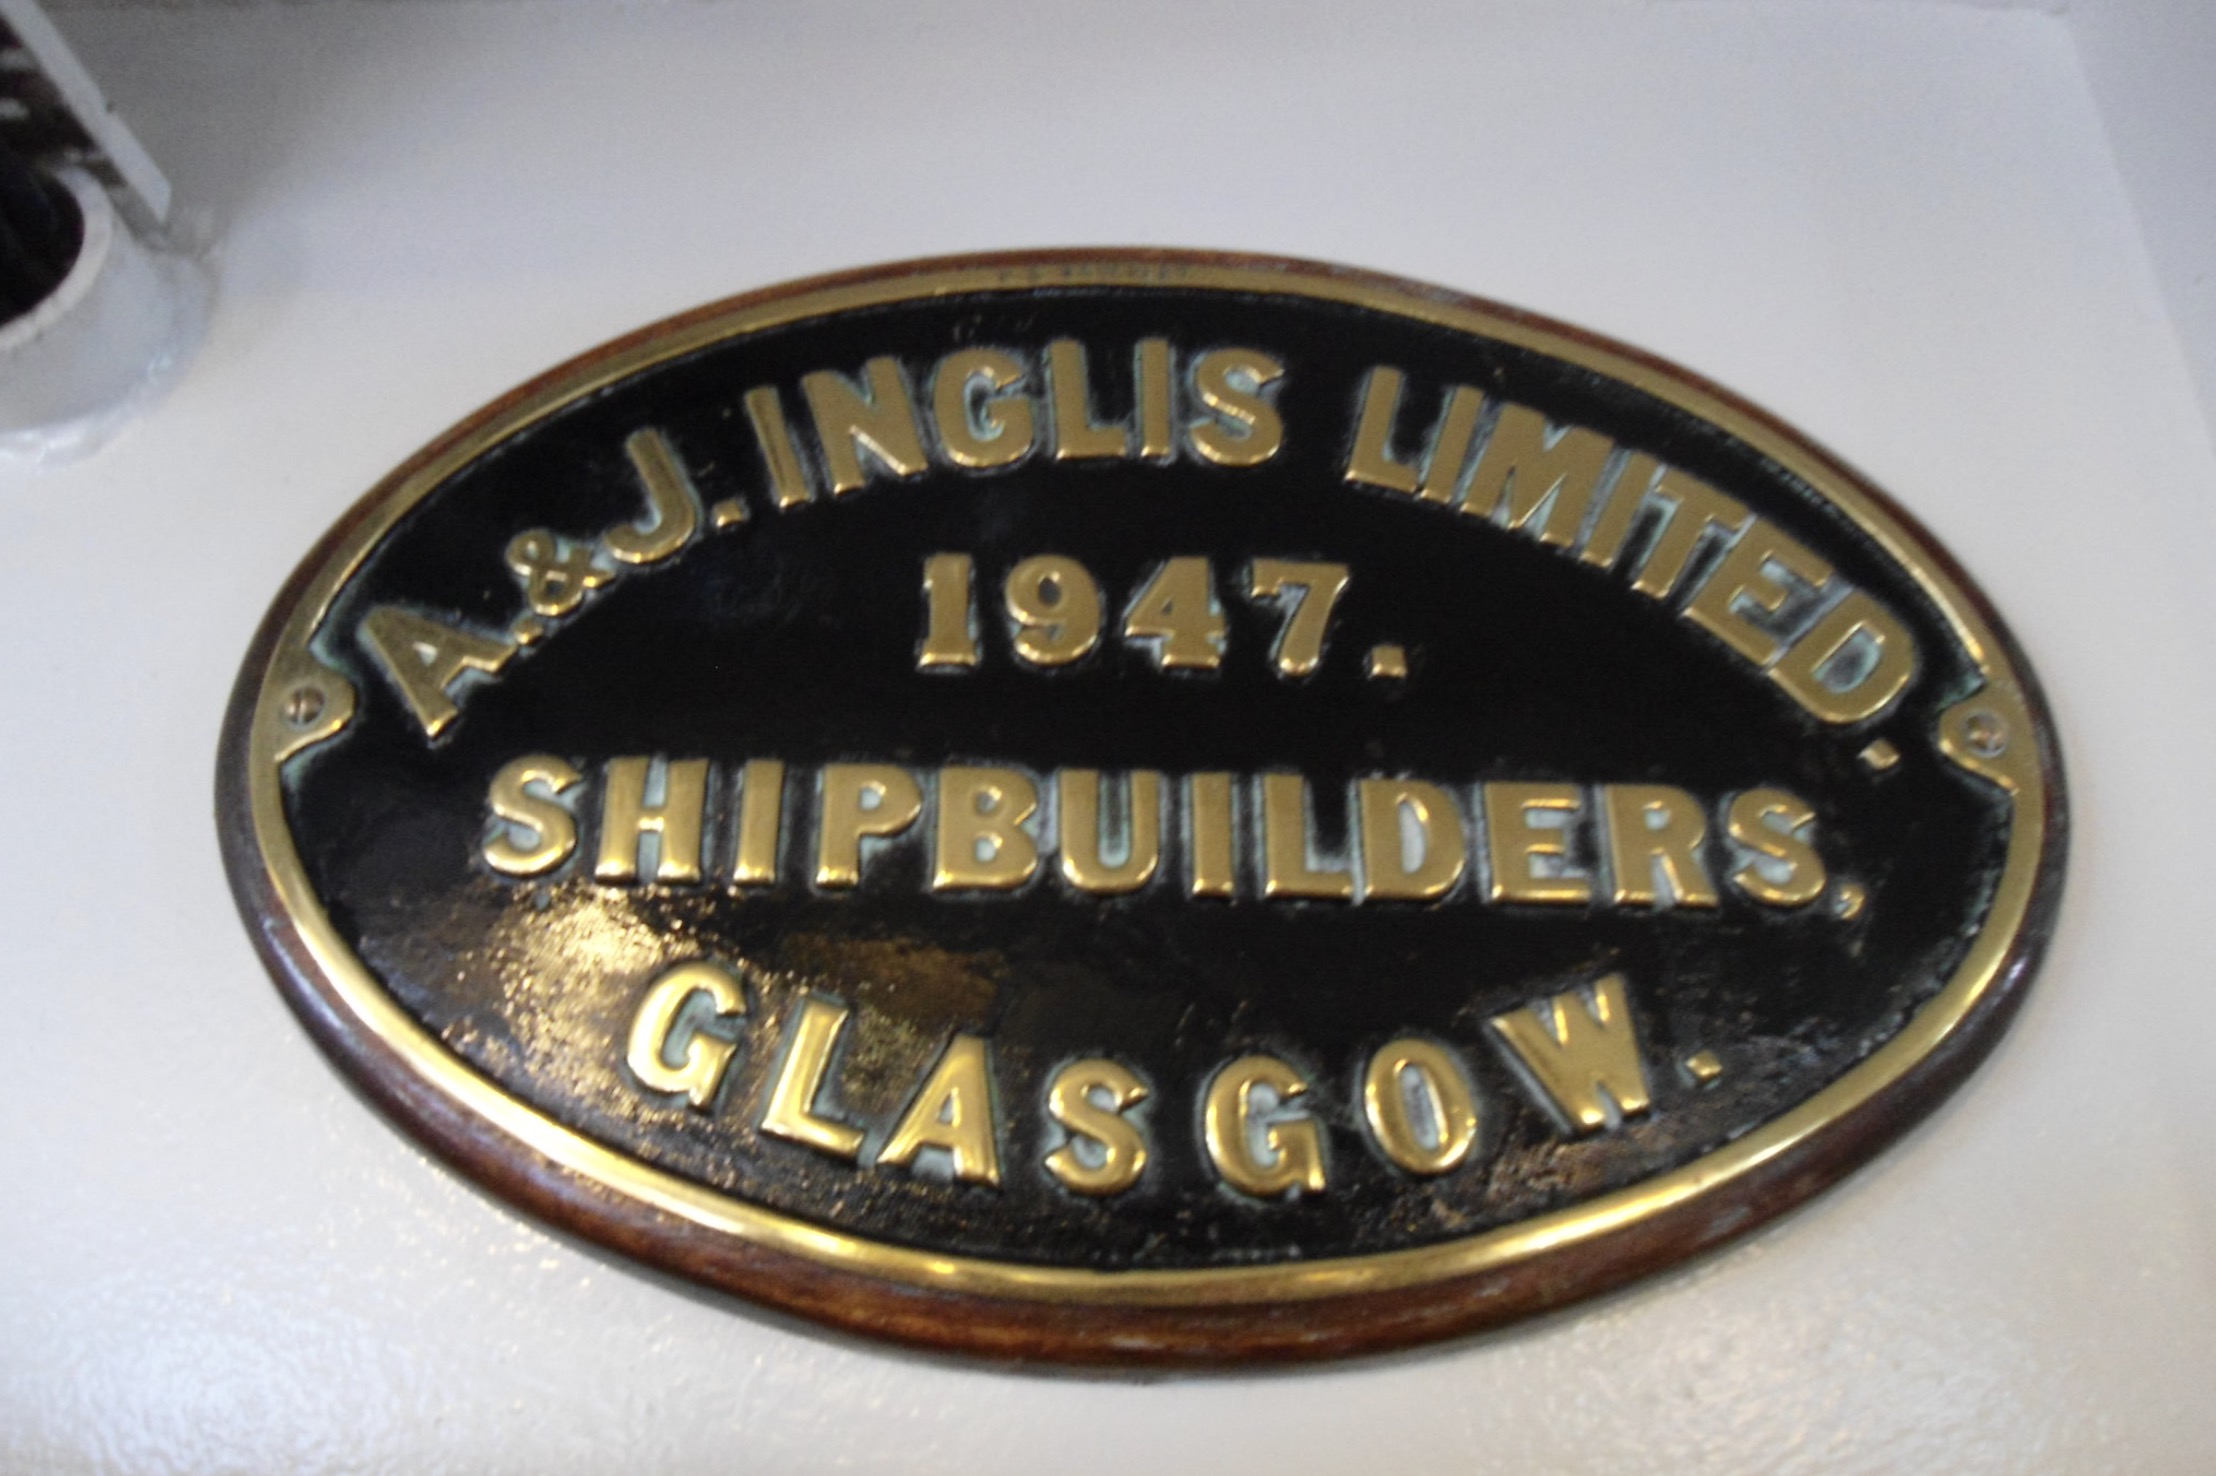 A. & J. INGLIS LIMITED.
1947.
SHIPBUILDERS,
GLASGOW.